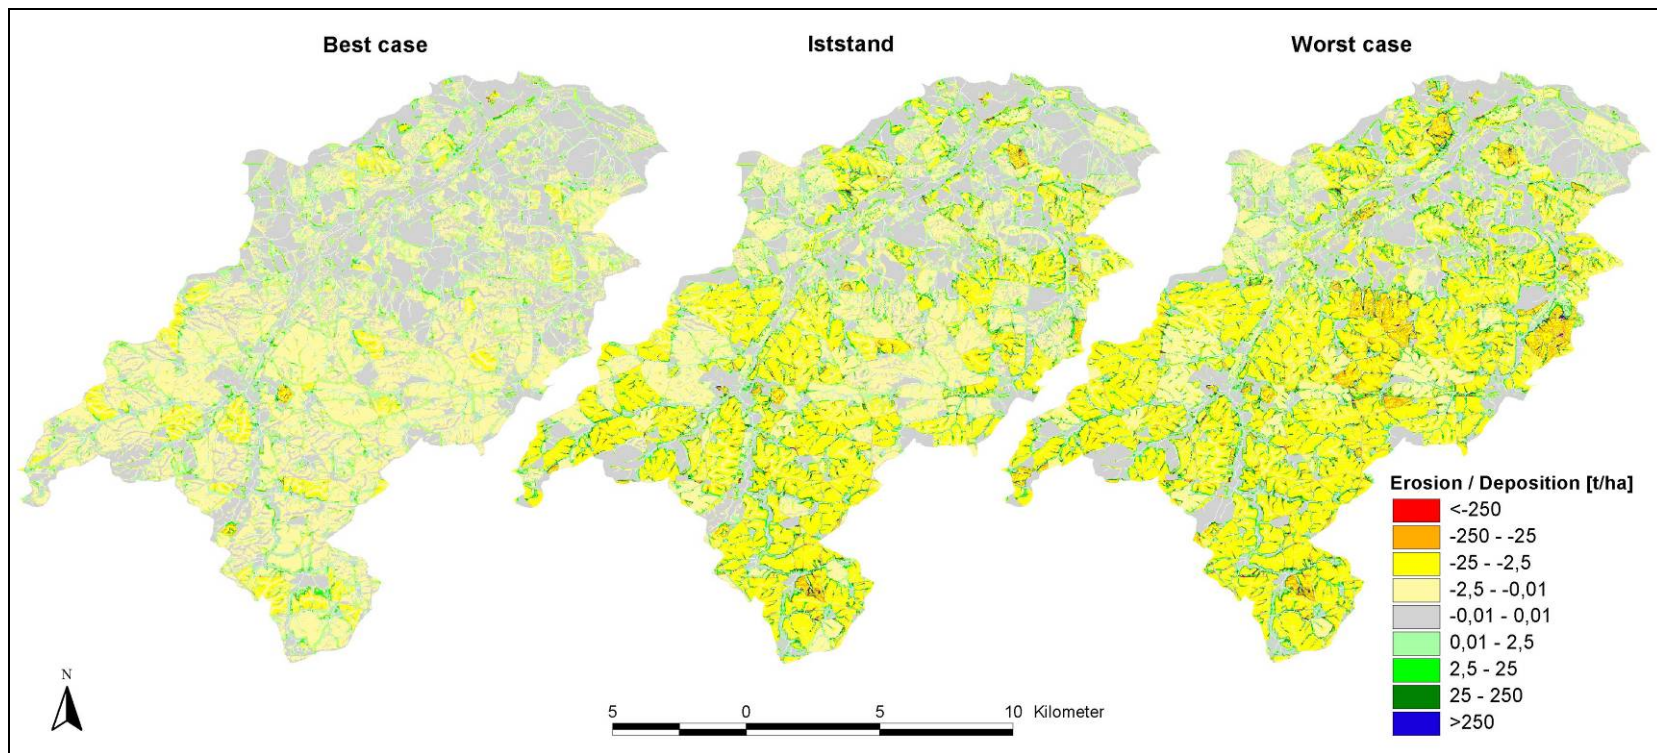 Best case
Iststand
Worst case
Erosion / Deposition [t/ha]
<-250
-250 - -25
-25 - -2,5
-2,5 - -0,01
-0,01 - 0,01
0,01 - 2,5
2,5 - 25
25 - 250
>250
N
5 0 5 10 Kilometer